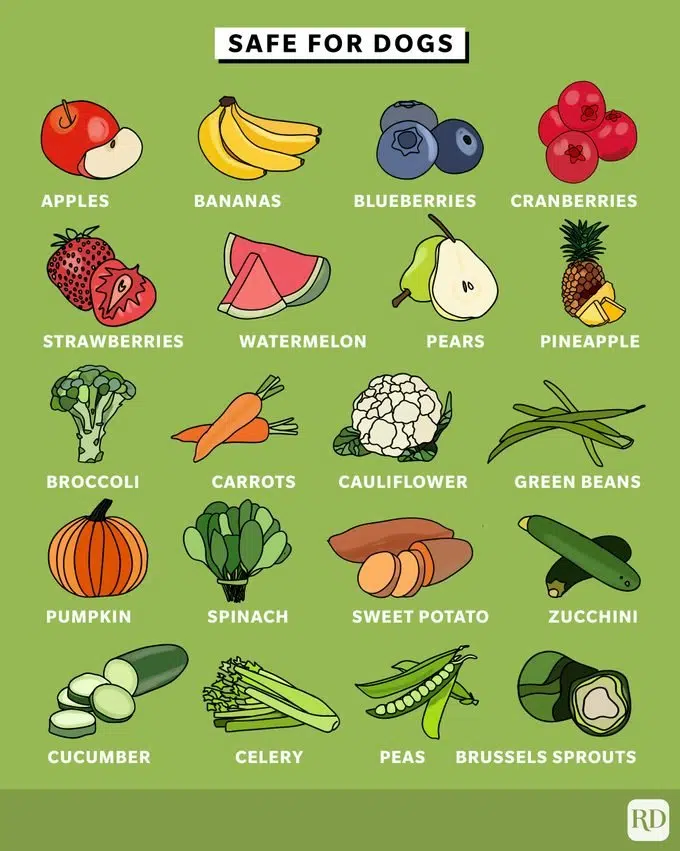 SAFE FOR DOGS
APPLES
BANANAS
BLUEBERRIES
CRANBERRIES
STRAWBERRIES
WATERMELON
PEARS
PINEAPPLE
BROCCOLI
CARROTS
CAULIFLOWER
GREEN BEANS
PUMPKIN
SPINACH
SWEET POTATO
ZUCCHINI
CUCUMBER
CELERY
PEAS
BRUSSELS SPROUTS
RD